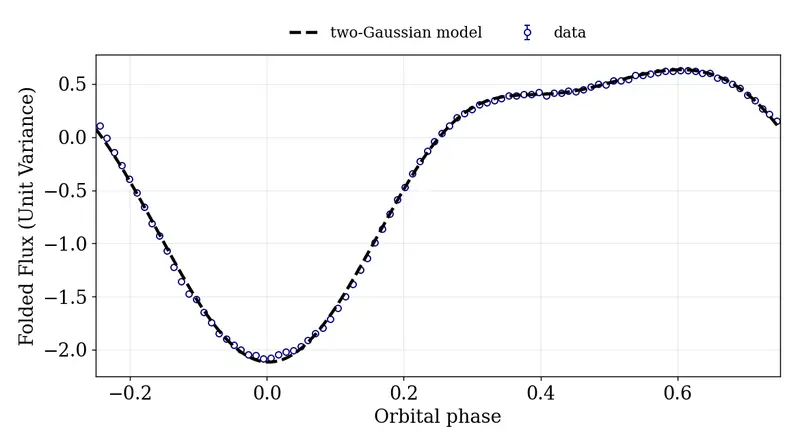 two-Gaussian model
data
Folded Flux (Unit Variance)
0.5
0.0
−0.5
−1.0
−1.5
−2.0
−0.2
0.0
0.2
0.4
0.6
Orbital phase